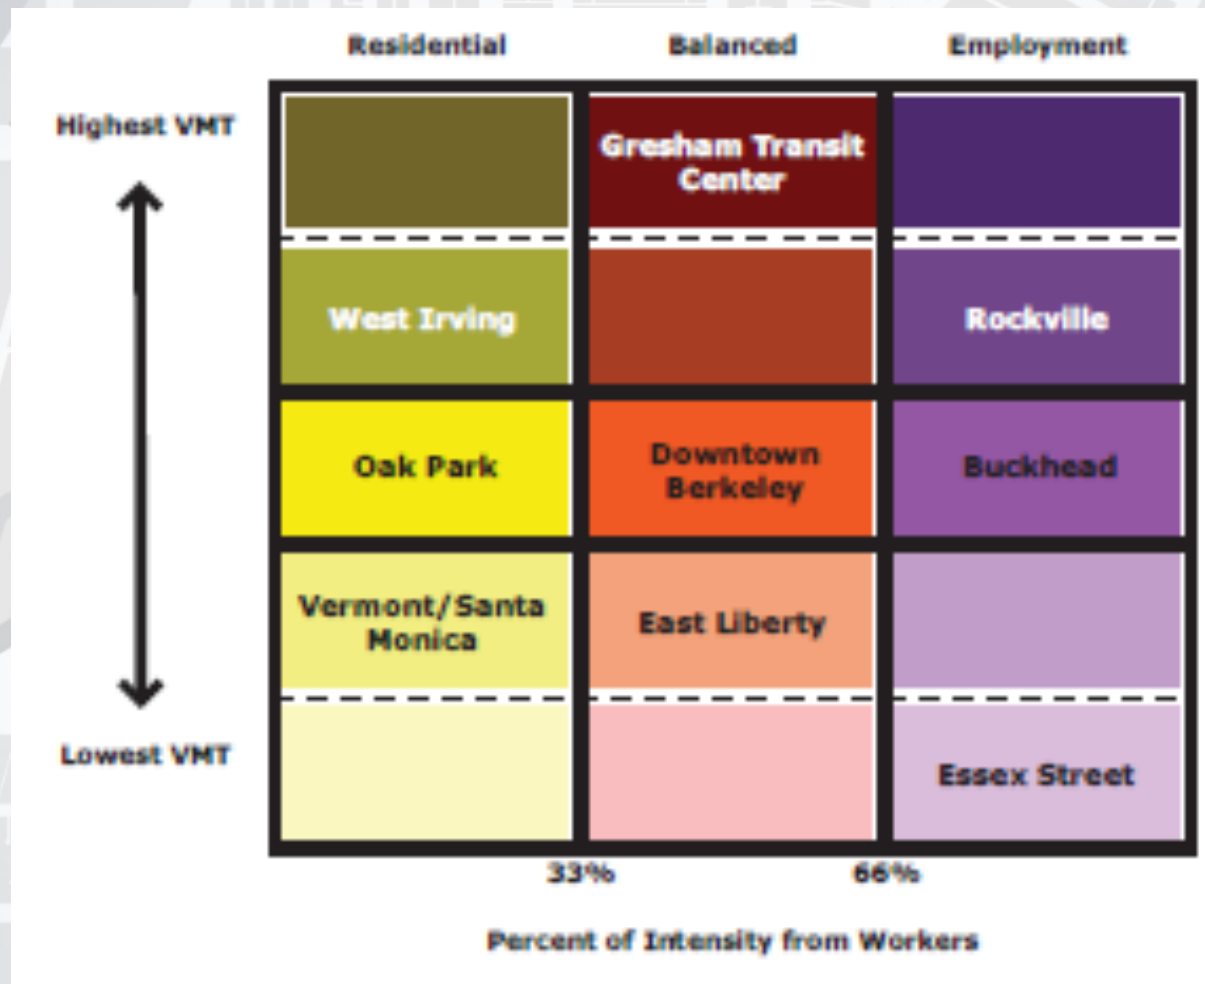 Residential Balanced Employment
Highest VMT
Gresham Transit
Center
West Irving
Rockville
Oak Park
Downtown
Berkeley
Buckhead
Vermont/Santa
Monica
East Liberty
Lowest VMT
Essex Street
33% 66%
Percent of Intensity from Workers